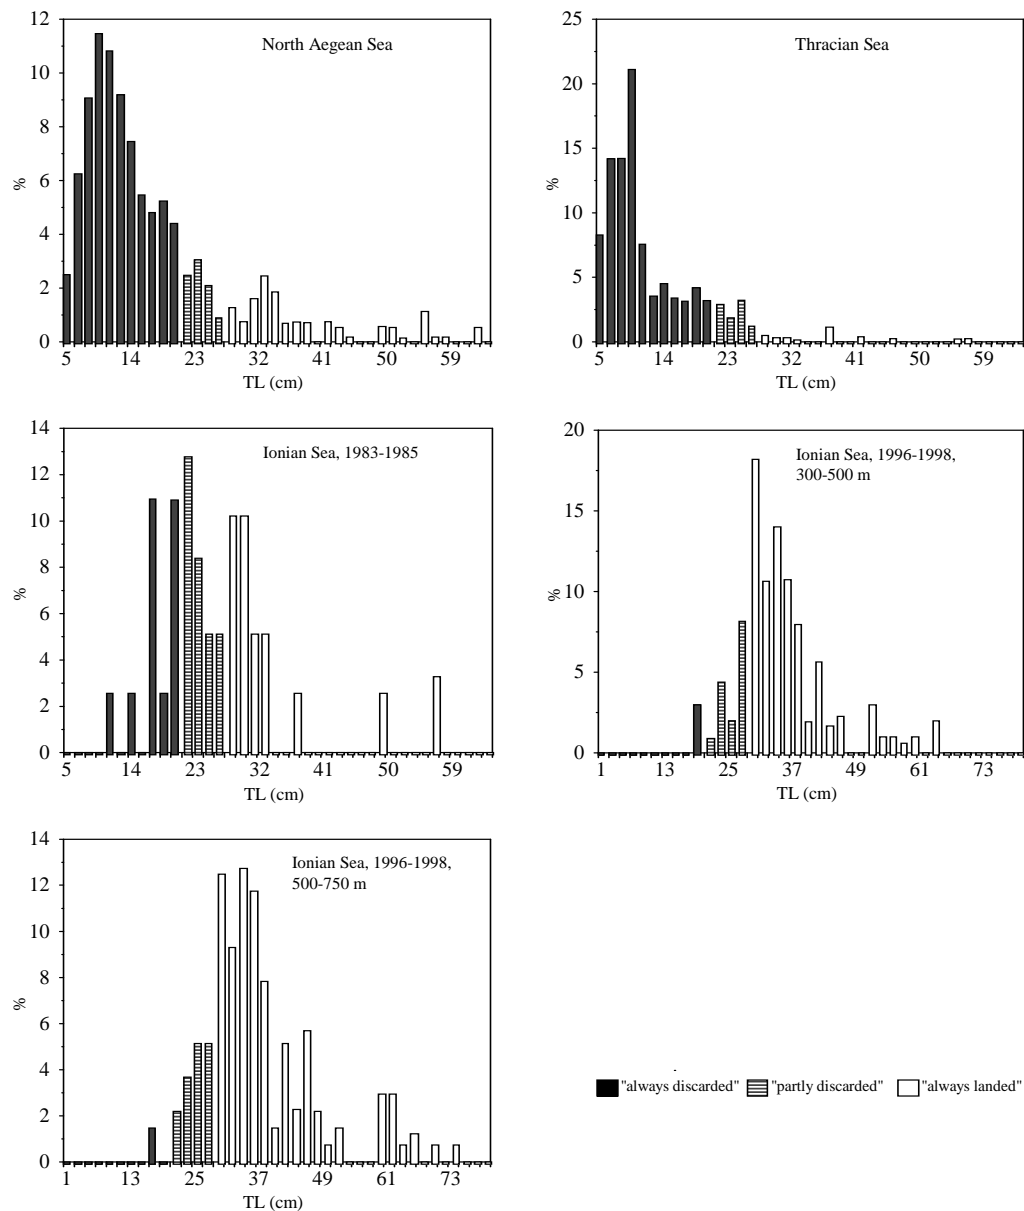 North Aegean Sea
12
10
8
6
4
2
0
%
5 14 23 32 41 50 59
TL (cm)
Thracian Sea
25
20
15
10
5
0
%
5 14 23 32 41 50 59
TL (cm)
Ionian Sea, 1983-1985
14
12
10
8
6
4
2
0
%
5 14 23 32 41 50 59
TL (cm)
Ionian Sea, 1996-1998,
300-500 m
20
15
10
5
0
%
1 13 25 37 49 61 73
TL (cm)
Ionian Sea, 1996-1998,
500-750 m
14
12
10
8
6
4
2
0
%
1 13 25 37 49 61 73
TL (cm)
"always discarded" "partly discarded" "always landed"